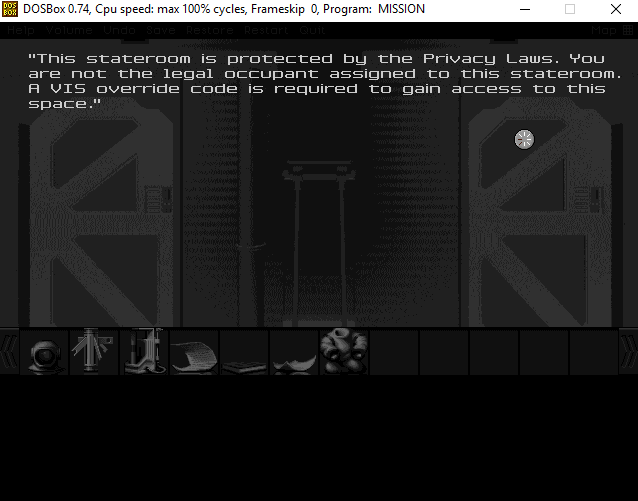 DOS
BOX
DOSBox 0.74, Cpu speed: max 100% cycles, Frameskip 0, Program: MISSION
Help Volume Undo Save Restore Restart Quit Map
"This stateroom is protected by the Privacy Laws. You
are not the legal occupant assigned to this stateroom.
A VIS override code is required to gain access to this
space."